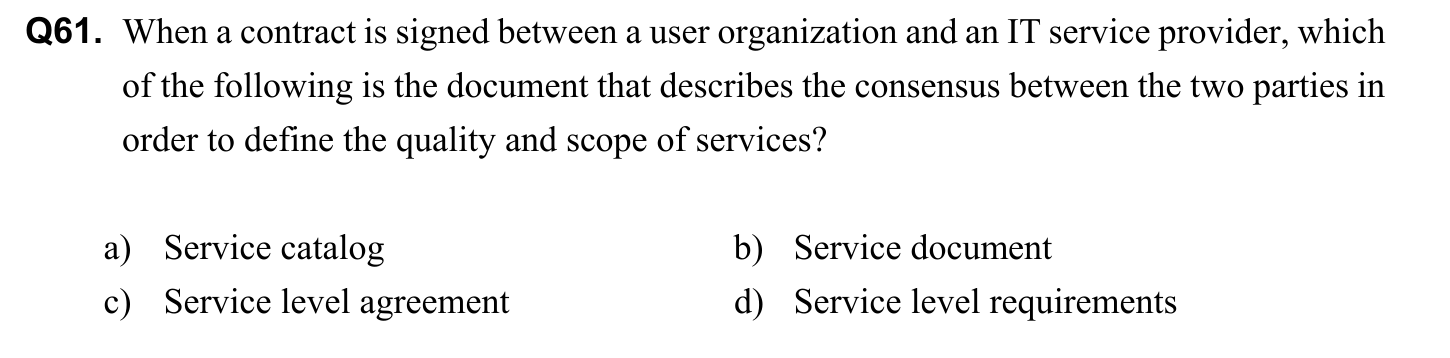 Q61. When a contract is signed between a user organization and an IT service provider, which
of the following is the document that describes the consensus between the two parties in
order to define the quality and scope of services?
a) Service catalog b) Service document
c) Service level agreement d) Service level requirements